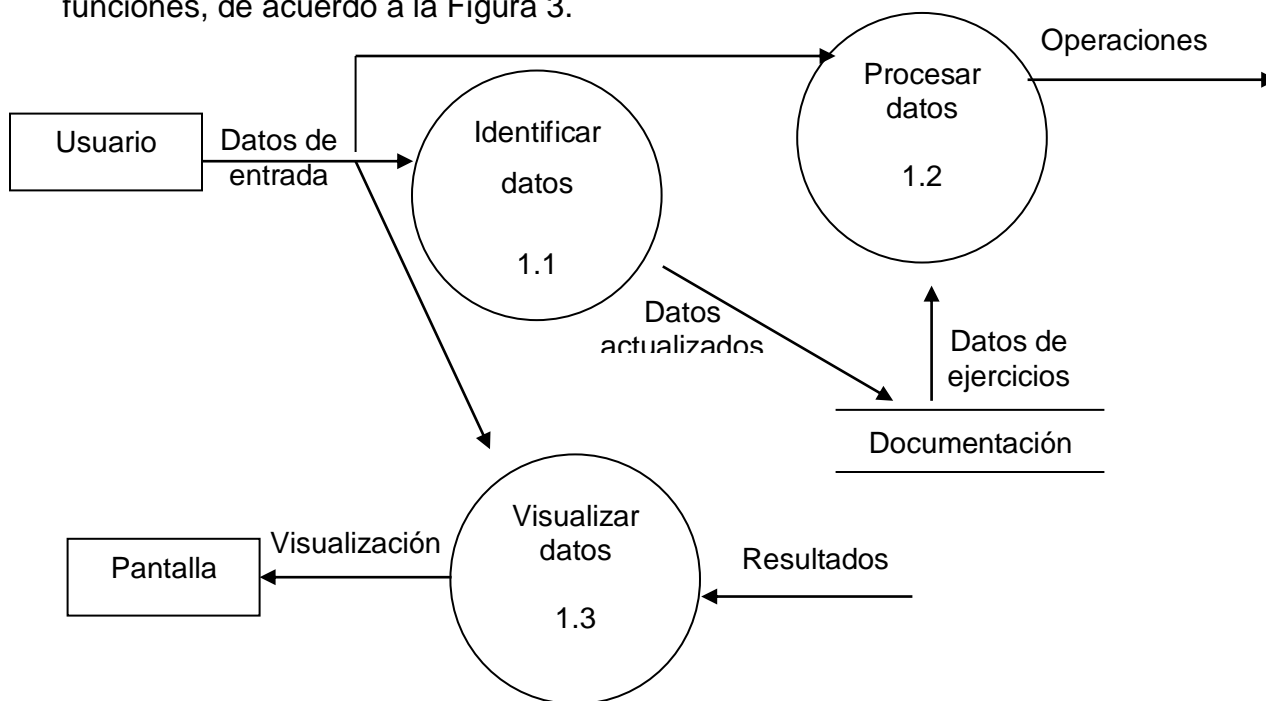 funciones, de acuerdo a la Figura 3.
Operaciones
Procesar
datos
1.2
Usuario
Datos de
entrada
Identificar
datos
1.1
Datos
actualizados
Datos de
ejercicios
Documentación
Visualizar
datos
1.3
Visualización
Pantalla
Resultados